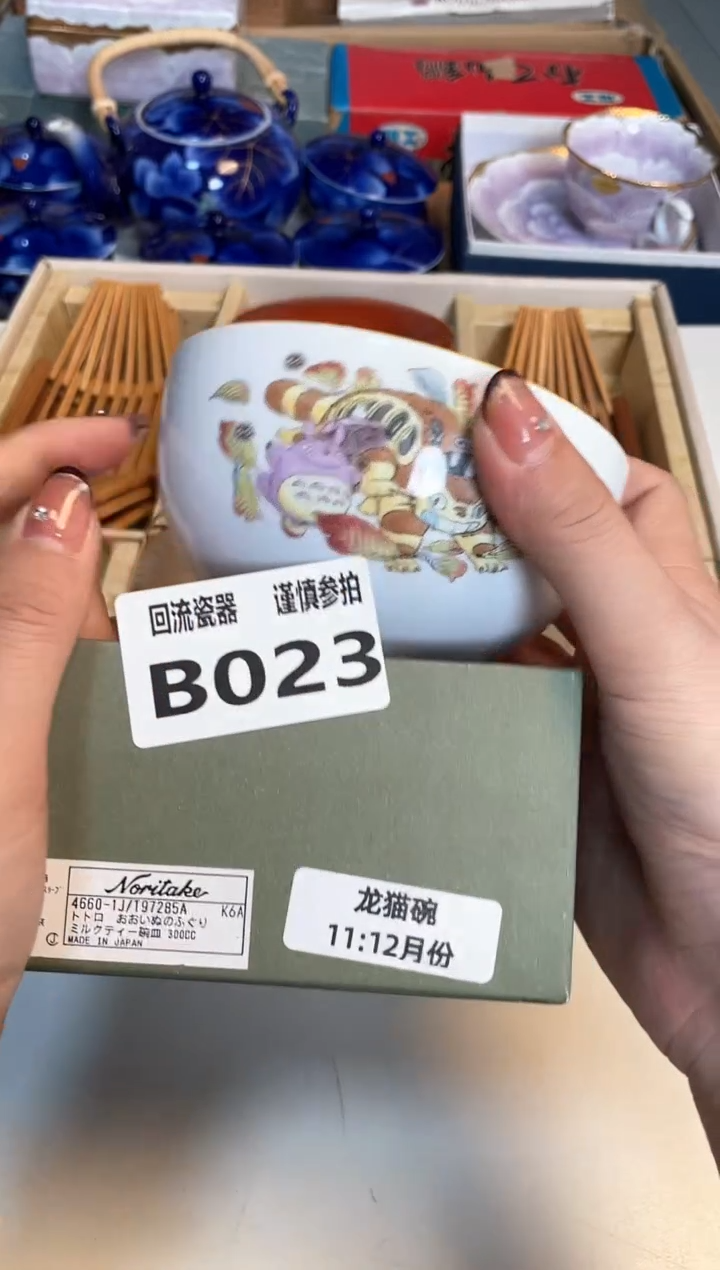 回流瓷器 谨慎参拍
B023
Noritake
4660-1J/197285A K6A
トトロ おおいぬのふぐり
ミルクティー碗皿 300CC
MADE IN JAPAN
龙猫碗
11:12月份